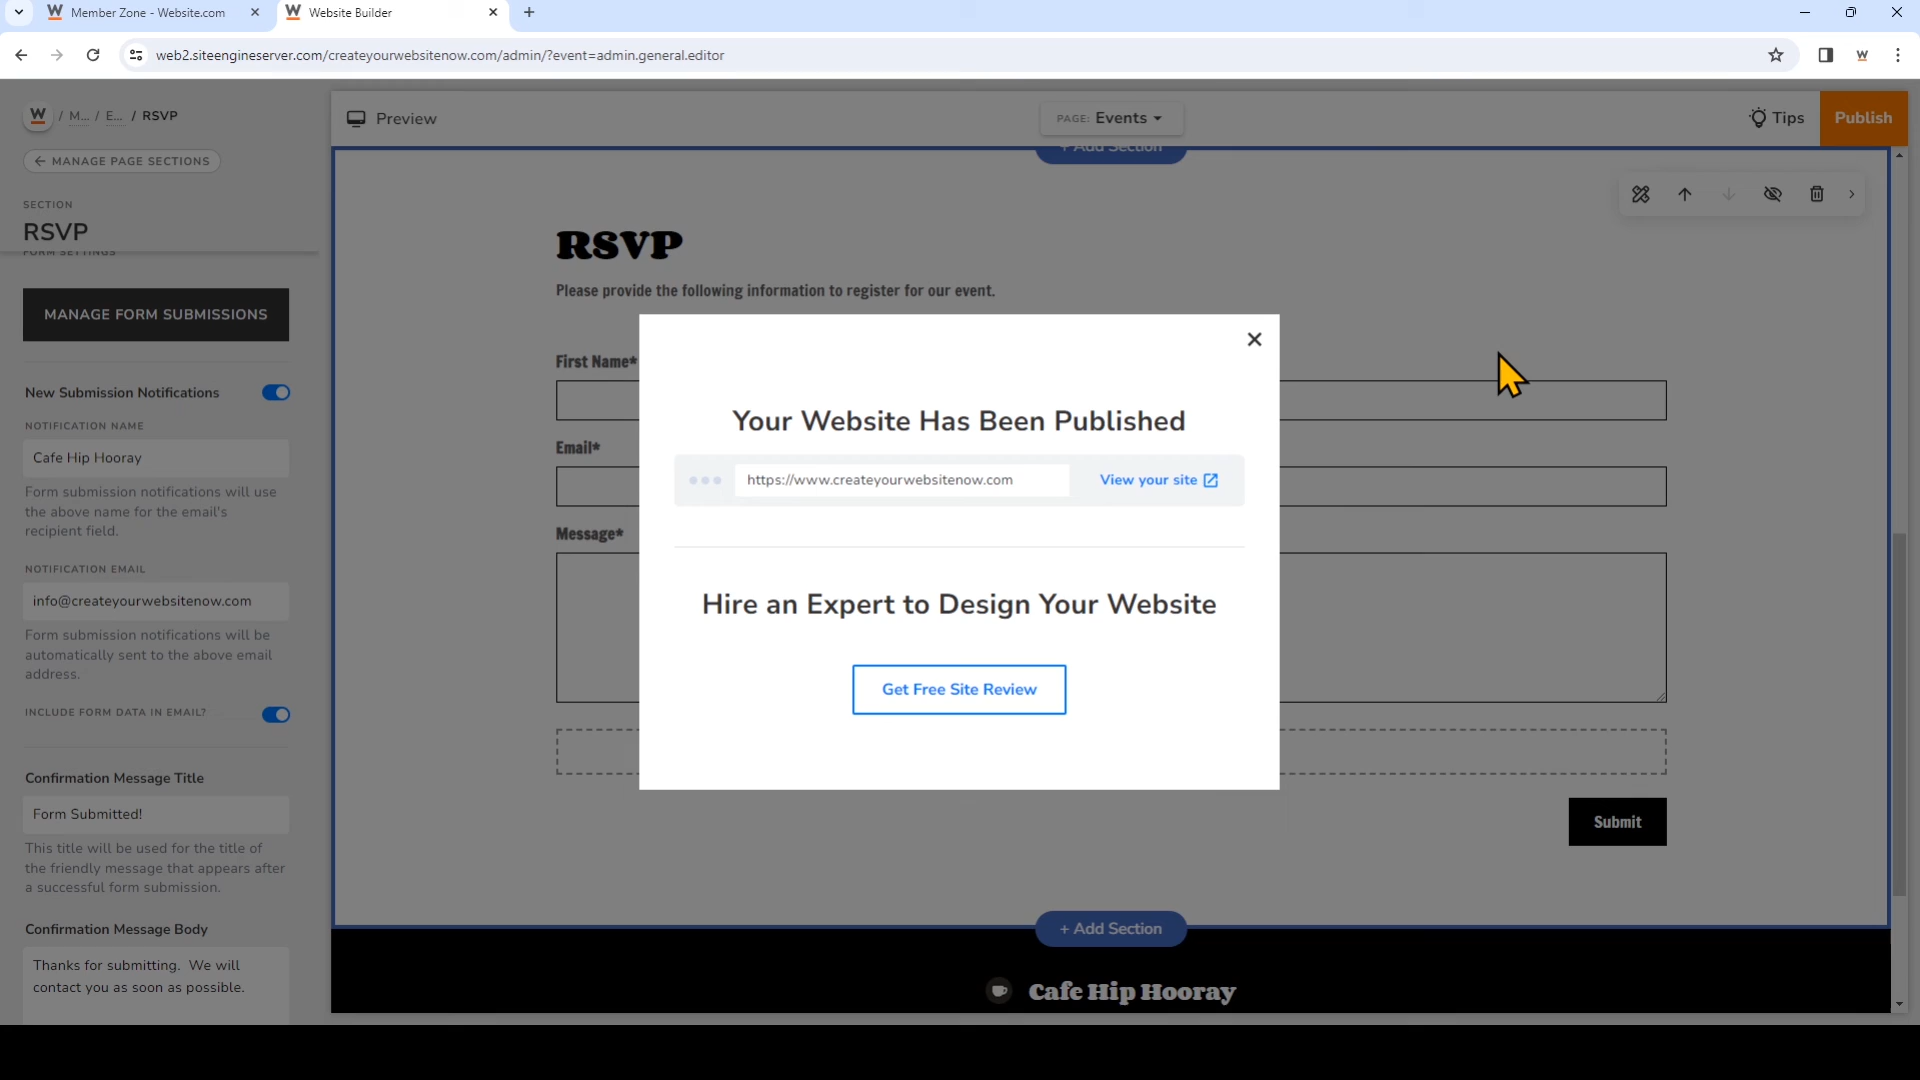 Member Zone - Website.com
Website Builder
web2.siteengineserver.com/createyourwebsitenow.com/admin/?event=admin.general.editor
W / M... / E... / RSVP
Preview
PAGE: Events
Tips
Publish
MANAGE PAGE SECTIONS
+ Add Section
SECTION
RSVP
FORM SETTINGS
MANAGE FORM SUBMISSIONS
New Submission Notifications
NOTIFICATION NAME
Cafe Hip Hooray
Form submission notifications will use
the above name for the email's
recipient field.
NOTIFICATION EMAIL
info@createyourwebsitenow.com
Form submission notifications will be
automatically sent to the above email
address.
INCLUDE FORM DATA IN EMAIL?
Confirmation Message Title
Form Submitted!
This title will be used for the title of
the friendly message that appears after
a successful form submission.
Confirmation Message Body
Thanks for submitting. We will
contact you as soon as possible.
RSVP
Please provide the following information to register for our event.
First Name*
Email*
Message*
Your Website Has Been Published
https://www.createyourwebsitenow.com
View your site
Hire an Expert to Design Your Website
Get Free Site Review
Submit
+ Add Section
Cafe Hip Hooray